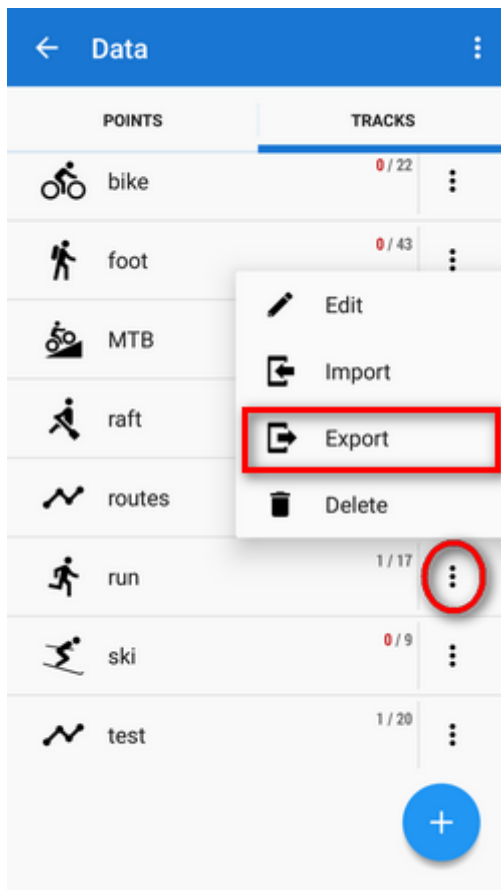 Data
POINTS TRACKS
bike 0 / 22
foot 0 / 43
Edit
MTB
Import
raft
Export
routes
Delete
run 1 / 17
ski 0 / 9
test 1 / 20